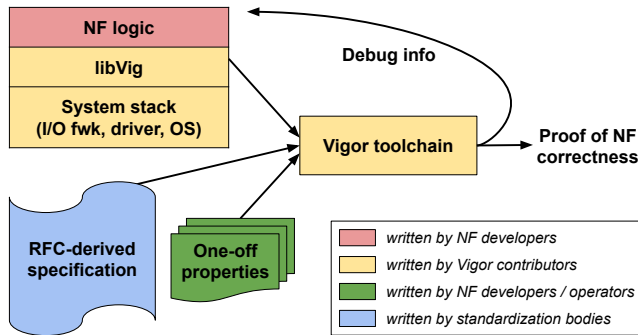 NF logic
libVig
System stack
(I/O fwk, driver, OS)
Debug info
Vigor toolchain
Proof of NF
correctness
RFC-derived
specification
One-off
properties
written by NF developers
written by Vigor contributors
written by NF developers / operators
written by standardization bodies